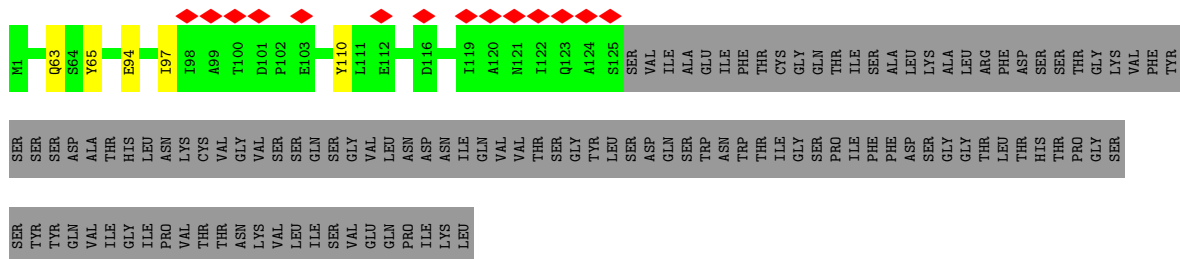 M1 Q63 S64 Y65 E94 I97 I98 A99 T100 D101 P102 E103 Y110 L111 E112 D116 I119 A120 N121 I122 Q123 A124 S125 SER VAL ILE ALA GLU ILE PHE THR CYS GLY GLN THR ILE SER ALA LEU LYS ALA LEU ARG PHE ASP SER SER THR GLY LYS VAL PHE TYR
SER SER SER ASP ALA THR HIS LEU ASN LYS CYS VAL GLY VAL SER SER GLN SER GLY VAL LEU ASN ASP ASN ILE GLN VAL VAL THR SER GLY TYR LEU SER ASP GLN SER TRP ASN TRP THR ILE GLY SER PRO ILE PHE PHE ASP SER GLY GLY THR LEU THR HIS THR PRO GLY SER
SER TYR TYR GLN VAL ILE GLY ILE PRO VAL THR THR ASN LYS VAL LEU ILE SER VAL GLU GLN PRO ILE LYS LEU